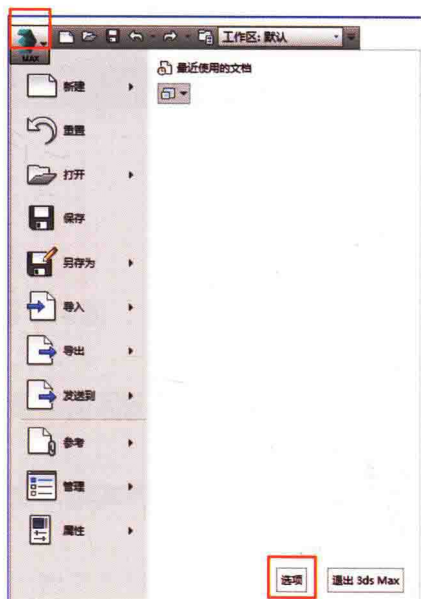 工作区: 默认
MAX
最近使用的文档
新建
重置
打开
保存
另存为
导入
导出
发送到
参考
管理
属性
选项
退出 3ds Max